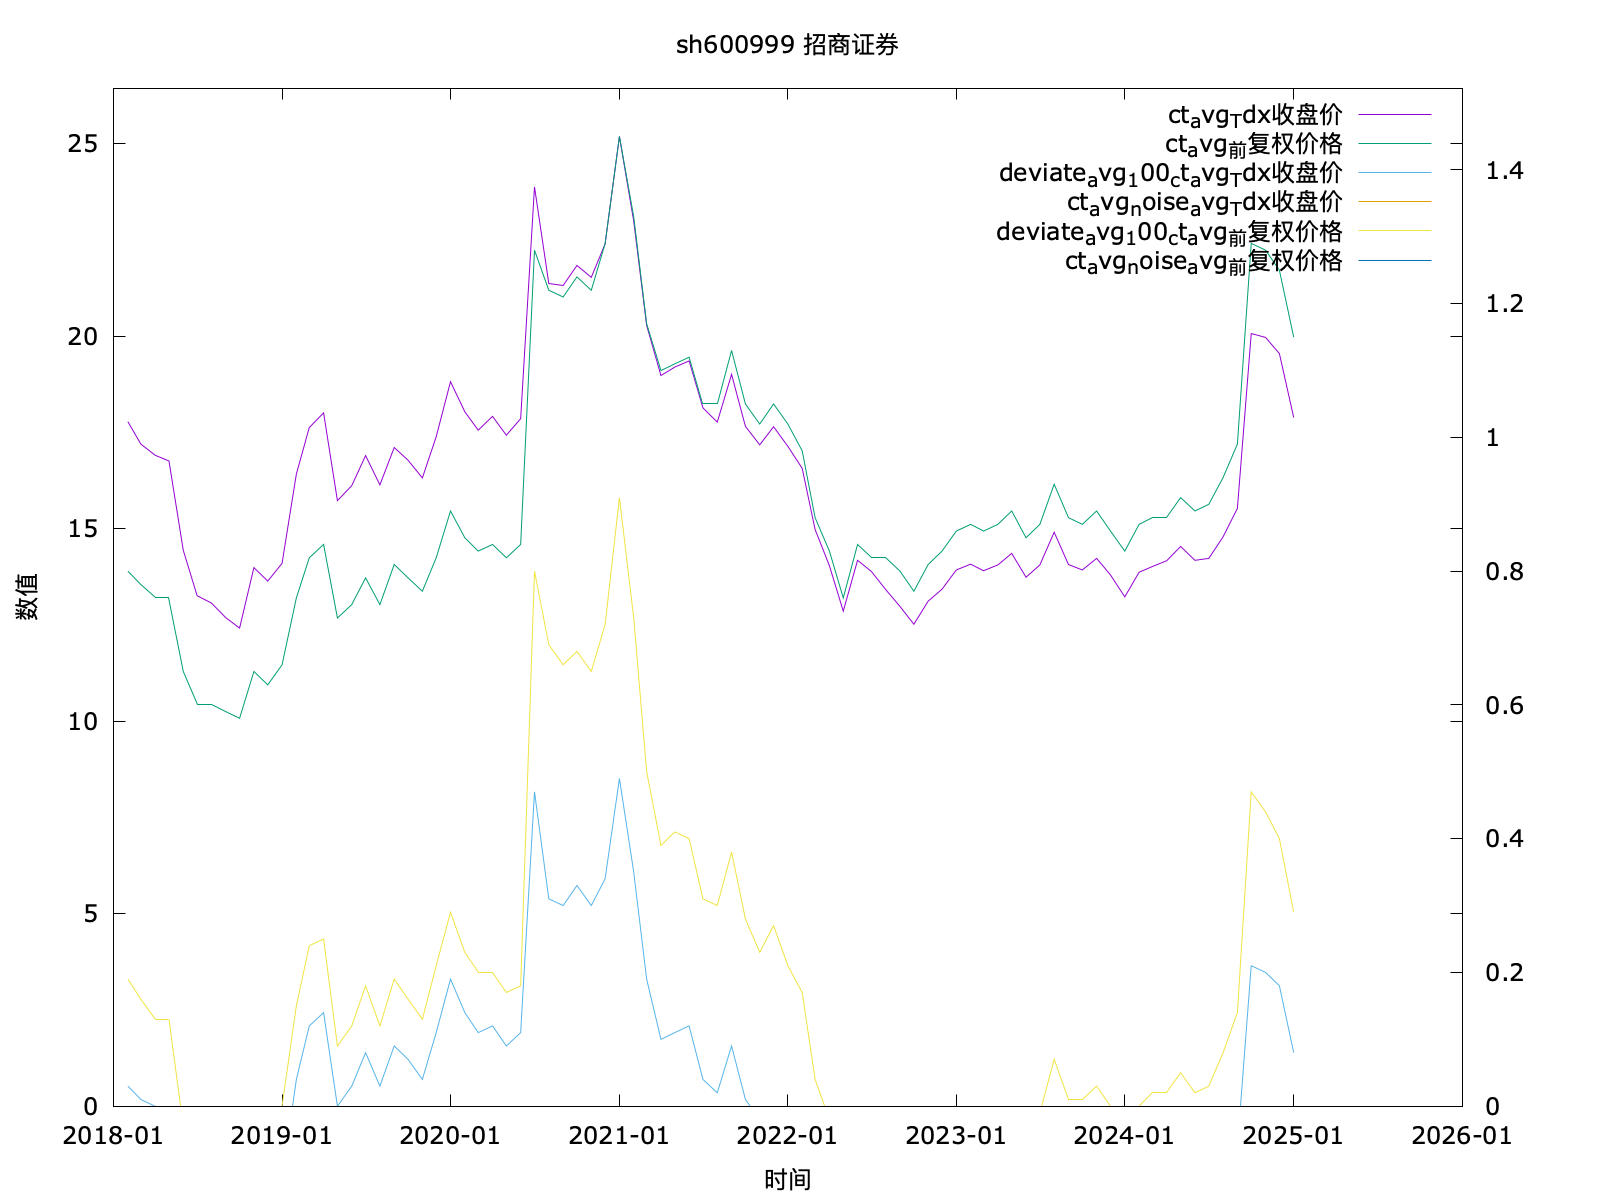 sh600999 招商证券
ctavgTdx收盘价
ctavg前复权价格
deviateavg100ctavgTdx收盘价
ctavgnoiseavgTdx收盘价
deviateavg100ctavg前复权价格
ctavgnoiseavg前复权价格
25
20
15
10
5
0
数值
1.4
1.2
1
0.8
0.6
0.4
0.2
0
2018-01 2019-01 2020-01 2021-01 2022-01 2023-01 2024-01 2025-01 2026-01
时间